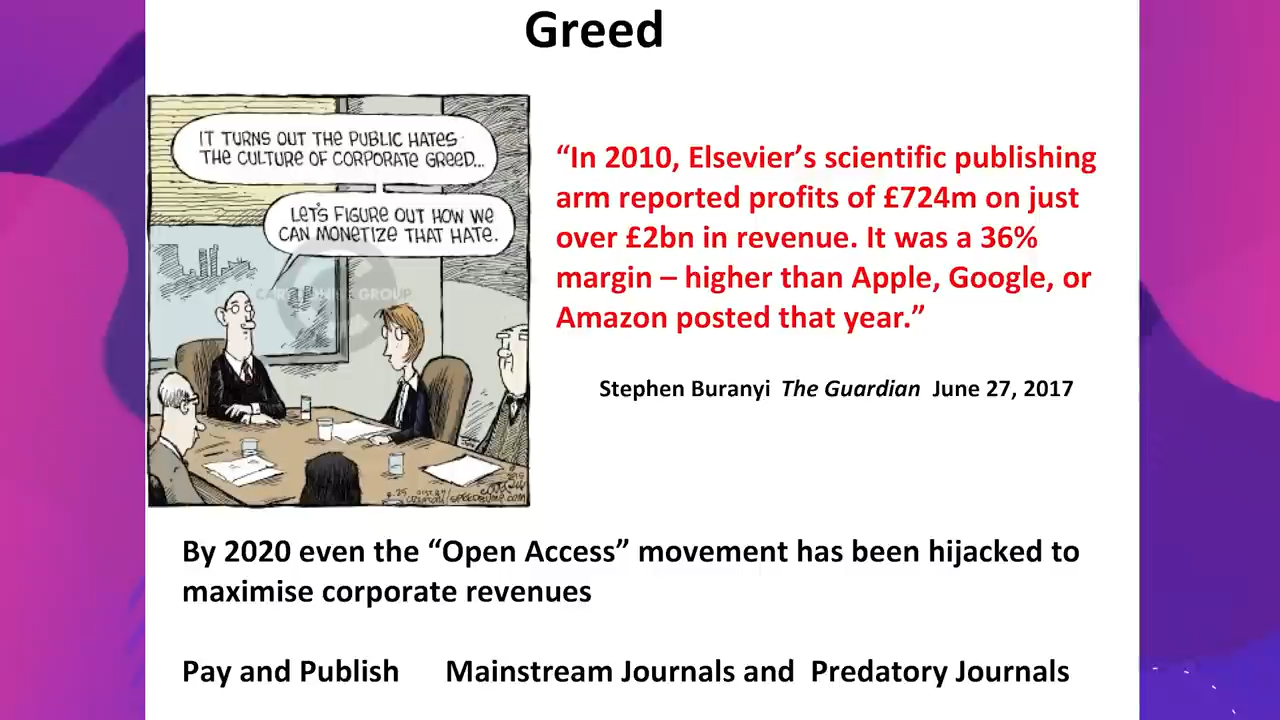 Greed
IT TURNS OUT THE PUBLIC HATES
THE CULTURE OF CORPORATE GREED...
LET'S FIGURE OUT HOW WE
CAN MONETIZE THAT HATE.
“In 2010, Elsevier’s scientific publishing
arm reported profits of £724m on just
over £2bn in revenue. It was a 36%
margin – higher than Apple, Google, or
Amazon posted that year.”
Stephen Buranyi The Guardian June 27, 2017
By 2020 even the “Open Access” movement has been hijacked to
maximise corporate revenues
Pay and Publish Mainstream Journals and Predatory Journals